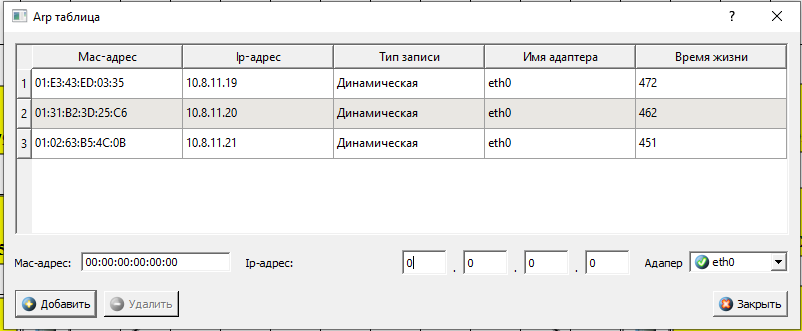 Arp таблица
Mac-адрес Ip-адрес Тип записи Имя адаптера Время жизни
1 01:E3:43:ED:03:35 10.8.11.19 Динамическая eth0 472
2 01:31:B2:3D:25:C6 10.8.11.20 Динамическая eth0 462
3 01:02:63:B5:4C:0B 10.8.11.21 Динамическая eth0 451
Mac-адрес: 00:00:00:00:00:00 Ip-адрес: 0 . 0 . 0 . 0 Адапер eth0
Добавить Удалить Закрыть